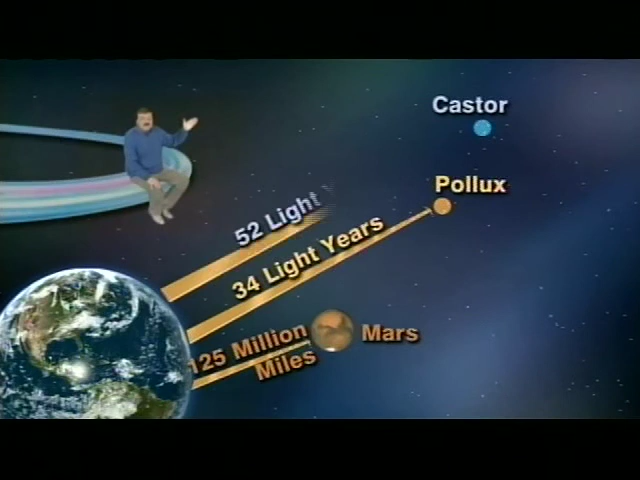 Castor
Pollux
52 Light
34 Light Years
125 Million
Miles
Mars